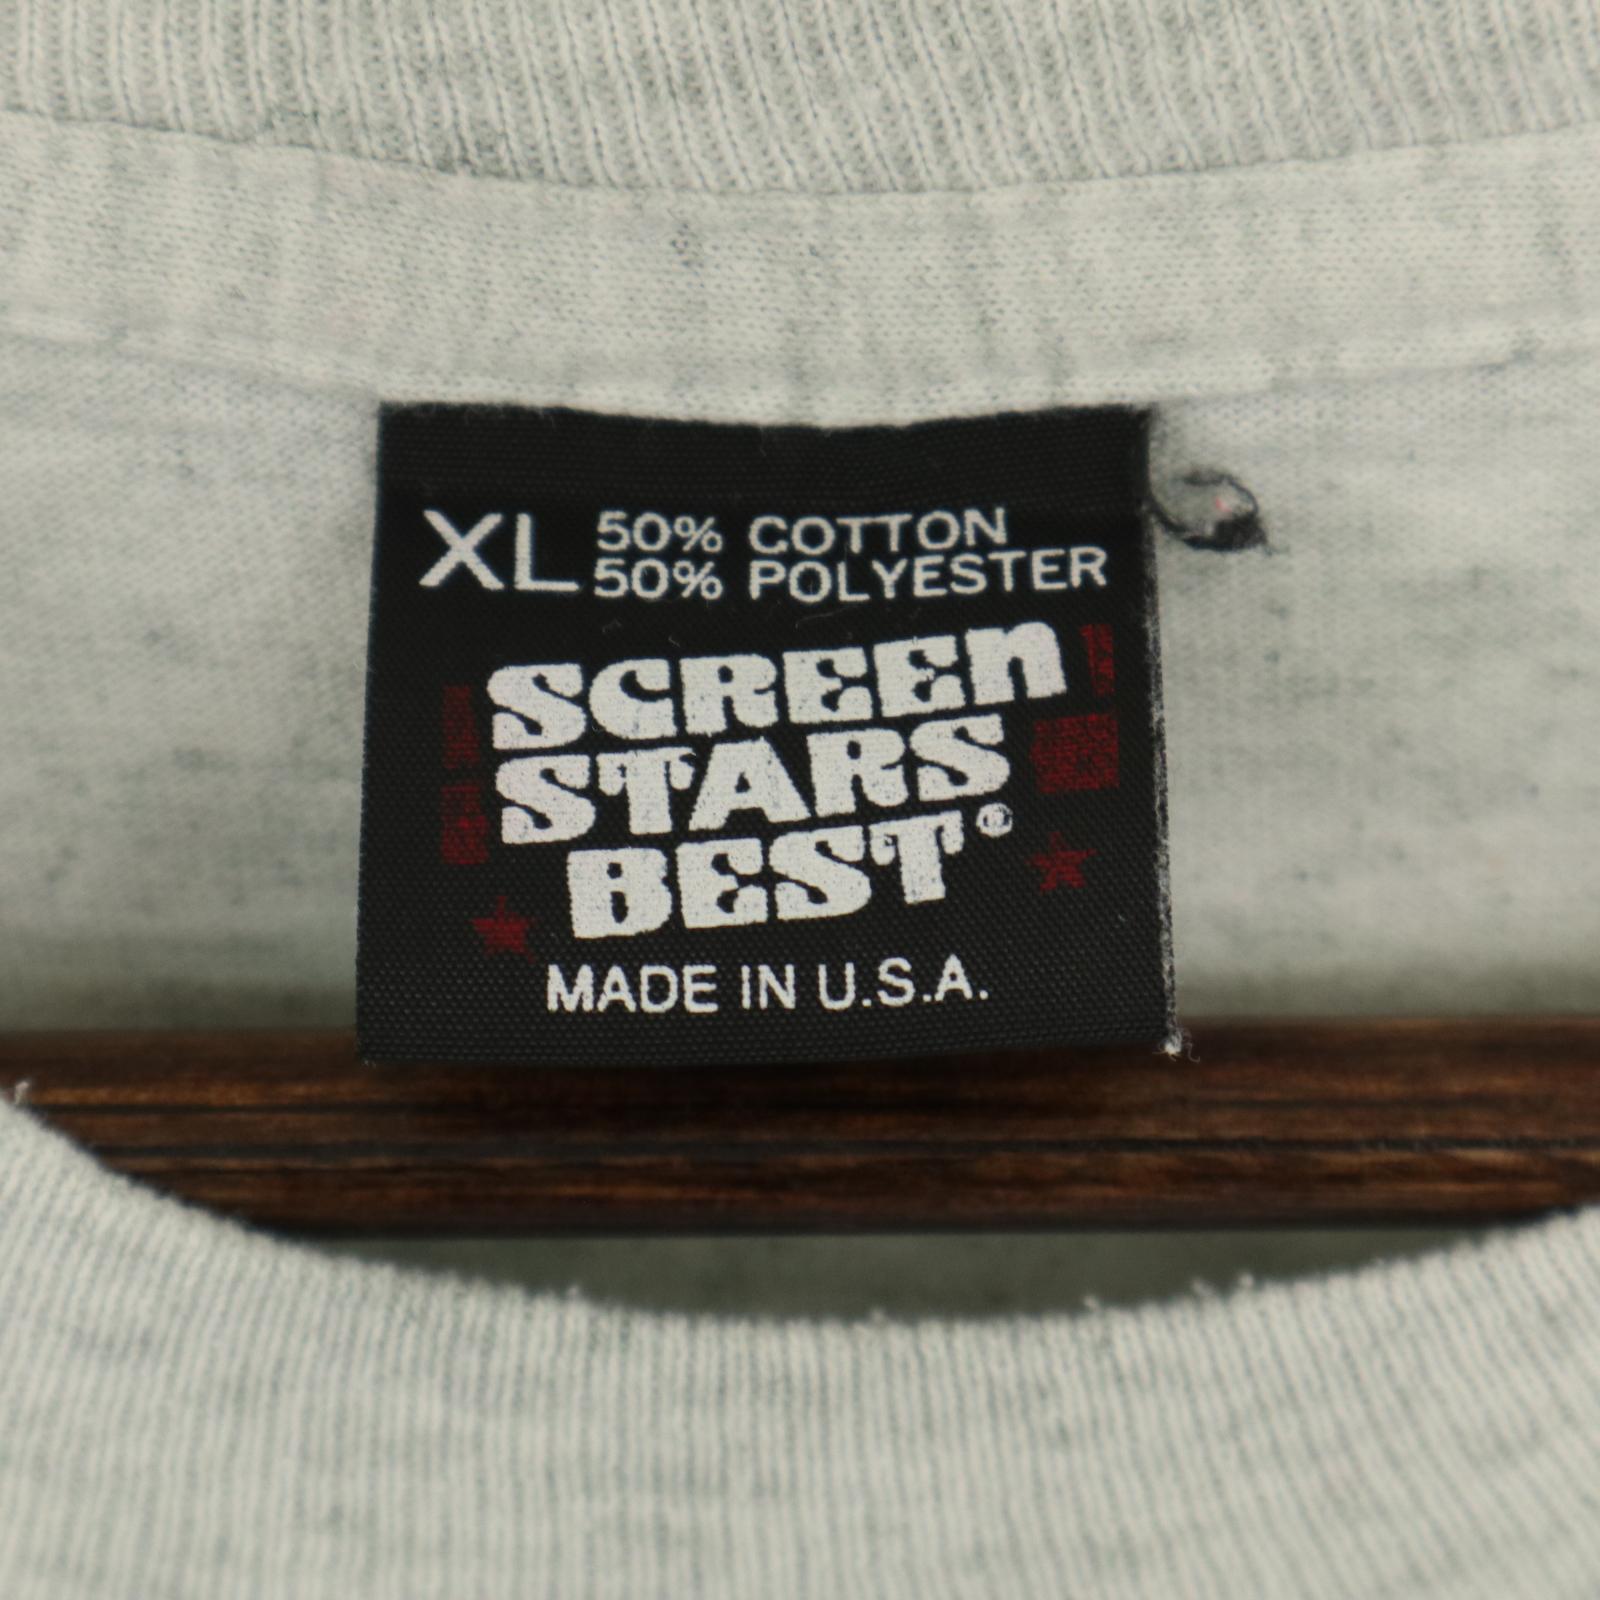 XL 50% COTTON
50% POLYESTER
SCREEN
STARS
BEST®
MADE IN U.S.A.